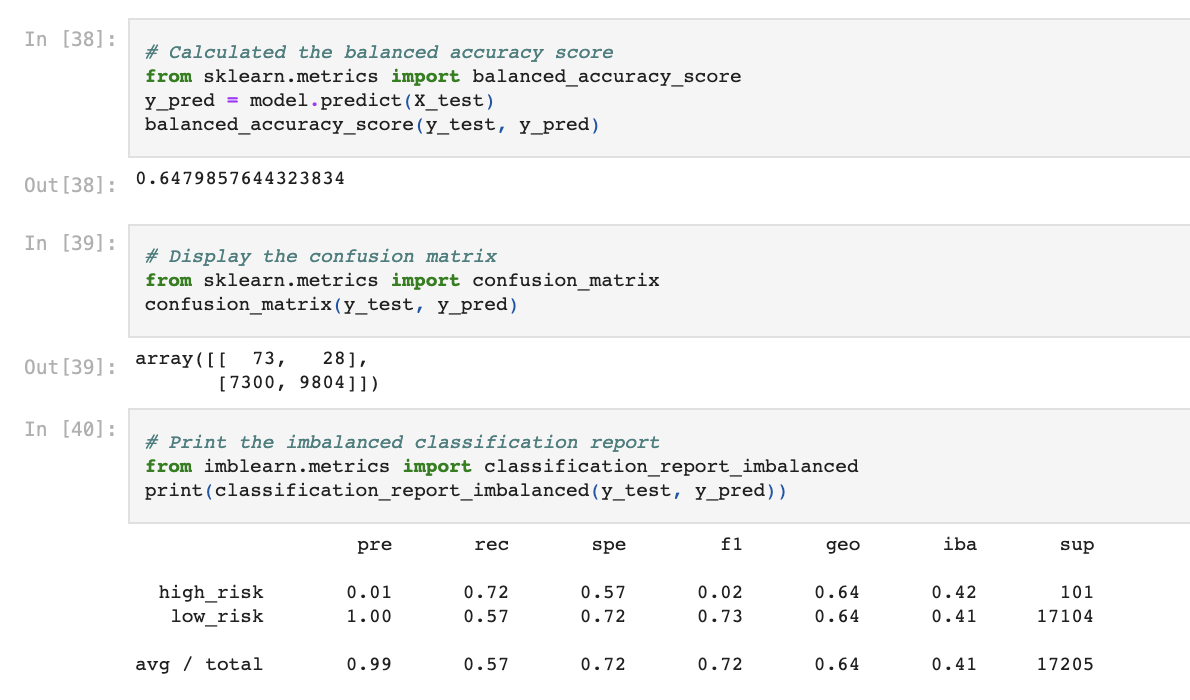 In [38]:
# Calculated the balanced accuracy score
from sklearn.metrics import balanced_accuracy_score
y_pred = model.predict(X_test)
balanced_accuracy_score(y_test, y_pred)
Out[38]: 0.6479857644323834
In [39]:
# Display the confusion matrix
from sklearn.metrics import confusion_matrix
confusion_matrix(y_test, y_pred)
Out[39]: array([[  73,   28],
       [7300, 9804]])
In [40]:
# Print the imbalanced classification report
from imblearn.metrics import classification_report_imbalanced
print(classification_report_imbalanced(y_test, y_pred))
pre rec spe f1 geo iba sup
high_risk 0.01 0.72 0.57 0.02 0.64 0.42 101
low_risk 1.00 0.57 0.72 0.73 0.64 0.41 17104
avg / total 0.99 0.57 0.72 0.72 0.64 0.41 17205